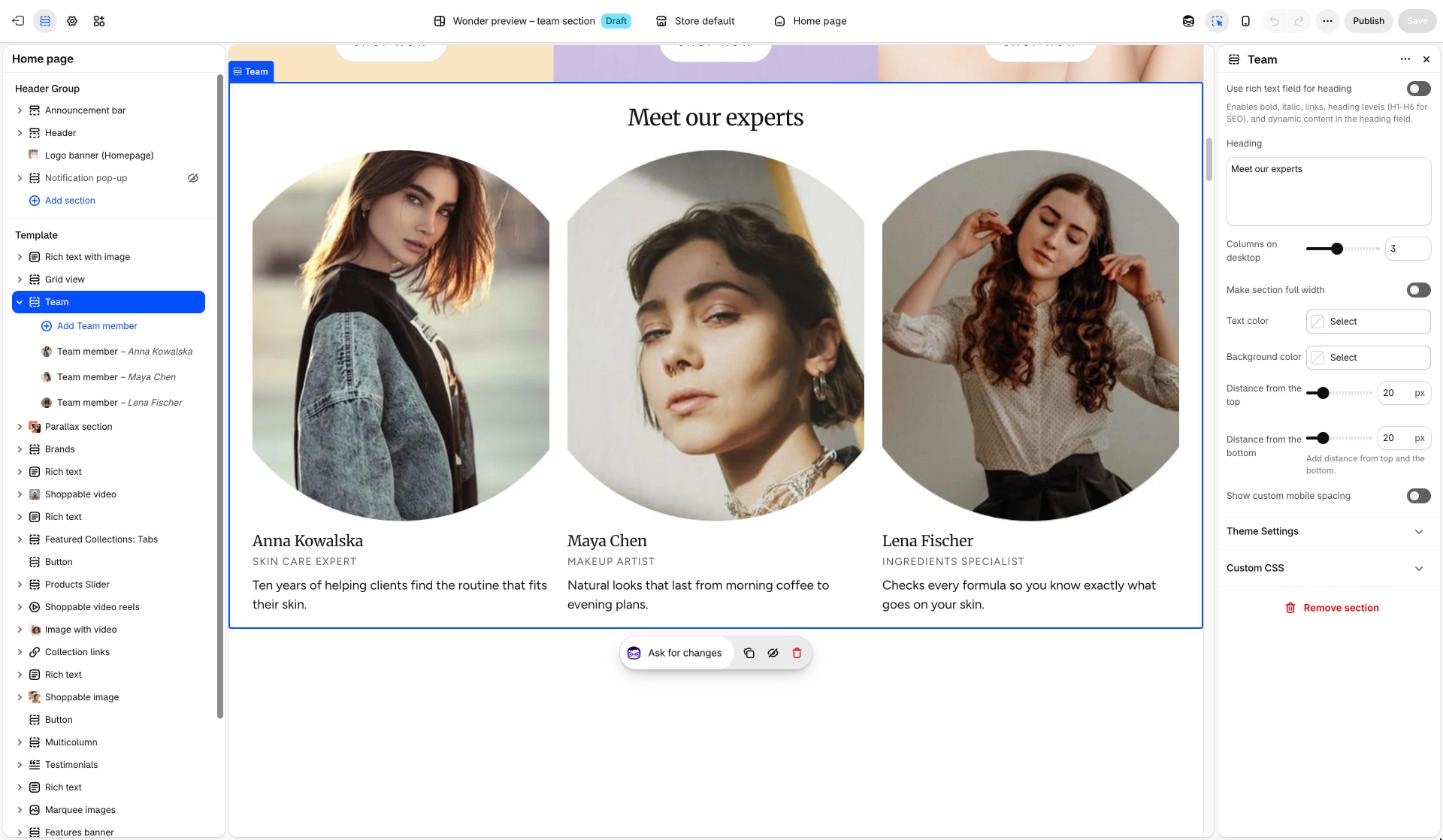 Wonder preview – team section Draft
Store default
Home page
Publish
Save
Home page
Header Group
Announcement bar
Header
Logo banner (Homepage)
Notification pop-up
Add section
Template
Rich text with image
Grid view
Team
Add Team member
Team member – Anna Kowalska
Team member – Maya Chen
Team member – Lena Fischer
Parallax section
Brands
Rich text
Shoppable video
Rich text
Featured Collections: Tabs
Button
Products Slider
Shoppable video reels
Image with video
Collection links
Rich text
Shoppable image
Button
Multicolumn
Testimonials
Rich text
Marquee images
Features banner
Team
Meet our experts
Anna Kowalska
SKIN CARE EXPERT
Ten years of helping clients find the routine that fits
their skin.
Maya Chen
MAKEUP ARTIST
Natural looks that last from morning coffee to
evening plans.
Lena Fischer
INGREDIENTS SPECIALIST
Checks every formula so you know exactly what
goes on your skin.
Ask for changes
Team
Use rich text field for heading
Enables bold, italic, links, heading levels (H1-H6 for
SEO), and dynamic content in the heading field.
Heading
Meet our experts
Columns on
desktop
3
Make section full width
Text color
Select
Background color
Select
Distance from the
top
20 px
Distance from the
bottom
20 px
Add distance from top and the
bottom.
Show custom mobile spacing
Theme Settings
Custom CSS
Remove section